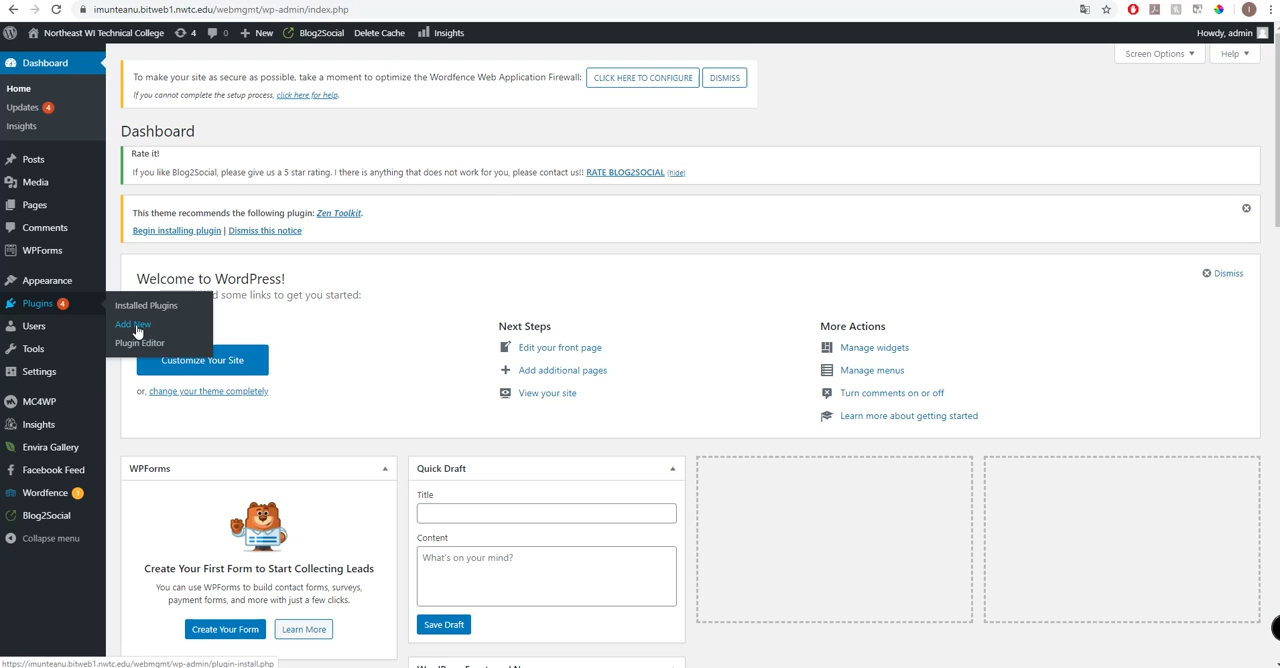 imunteanu.bitweb1.nwtc.edu/webmgmt/wp-admin/index.php
Northeast WI Technical College 4 0 New Blog2Social Delete Cache Insights Howdy, admin
Screen Options Help
Dashboard
Home
Updates 4
Insights
Posts
Media
Pages
Comments
WPForms
Appearance
Plugins 4
Users
Tools
Settings
MC4WP
Insights
Envira Gallery
Facebook Feed
Wordfence 1
Blog2Social
Collapse menu
Installed Plugins
Add New
Plugin Editor
To make your site as secure as possible, take a moment to optimize the Wordfence Web Application Firewall: CLICK HERE TO CONFIGURE DISMISS
If you cannot complete the setup process, click here for help.
Dashboard
Rate it!
If you like Blog2Social, please give us a 5 star rating. I there is anything that does not work for you, please contact us!! RATE BLOG2SOCIAL (hide)
This theme recommends the following plugin: Zen Toolkit.
Begin installing plugin | Dismiss this notice
Welcome to WordPress!
Dismiss
d some links to get you started:
Customize Your Site
or, change your theme completely
Next Steps
Edit your front page
Add additional pages
View your site
More Actions
Manage widgets
Manage menus
Turn comments on or off
Learn more about getting started
WPForms
Create Your First Form to Start Collecting Leads
You can use WPForms to build contact forms, surveys,
payment forms, and more with just a few clicks.
Create Your Form Learn More
Quick Draft
Title
Content
What's on your mind?
Save Draft
https://imunteanu.bitweb1.nwtc.edu/webmgmt/wp-admin/plugin-install.php